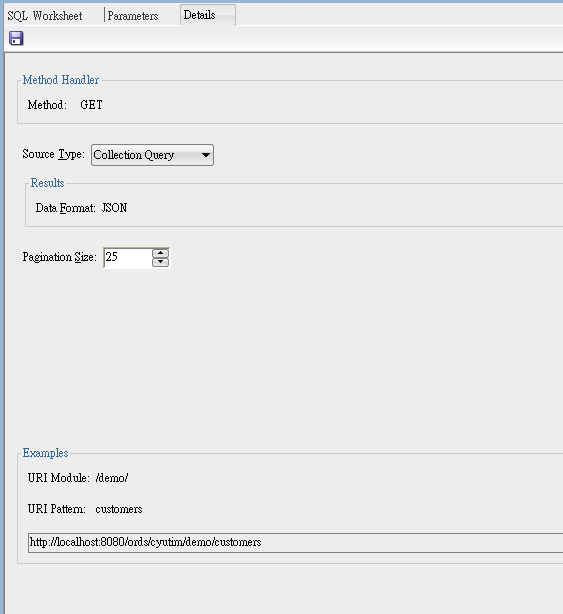 SQL Worksheet Parameters Details
Method Handler
Method: GET
Source Type: Collection Query
Results
Data Format: JSON
Pagination Size: 25
Examples
URI Module: /demo/
URI Pattern: customers
http://localhost:8080/ords/cyutim/demo/customers